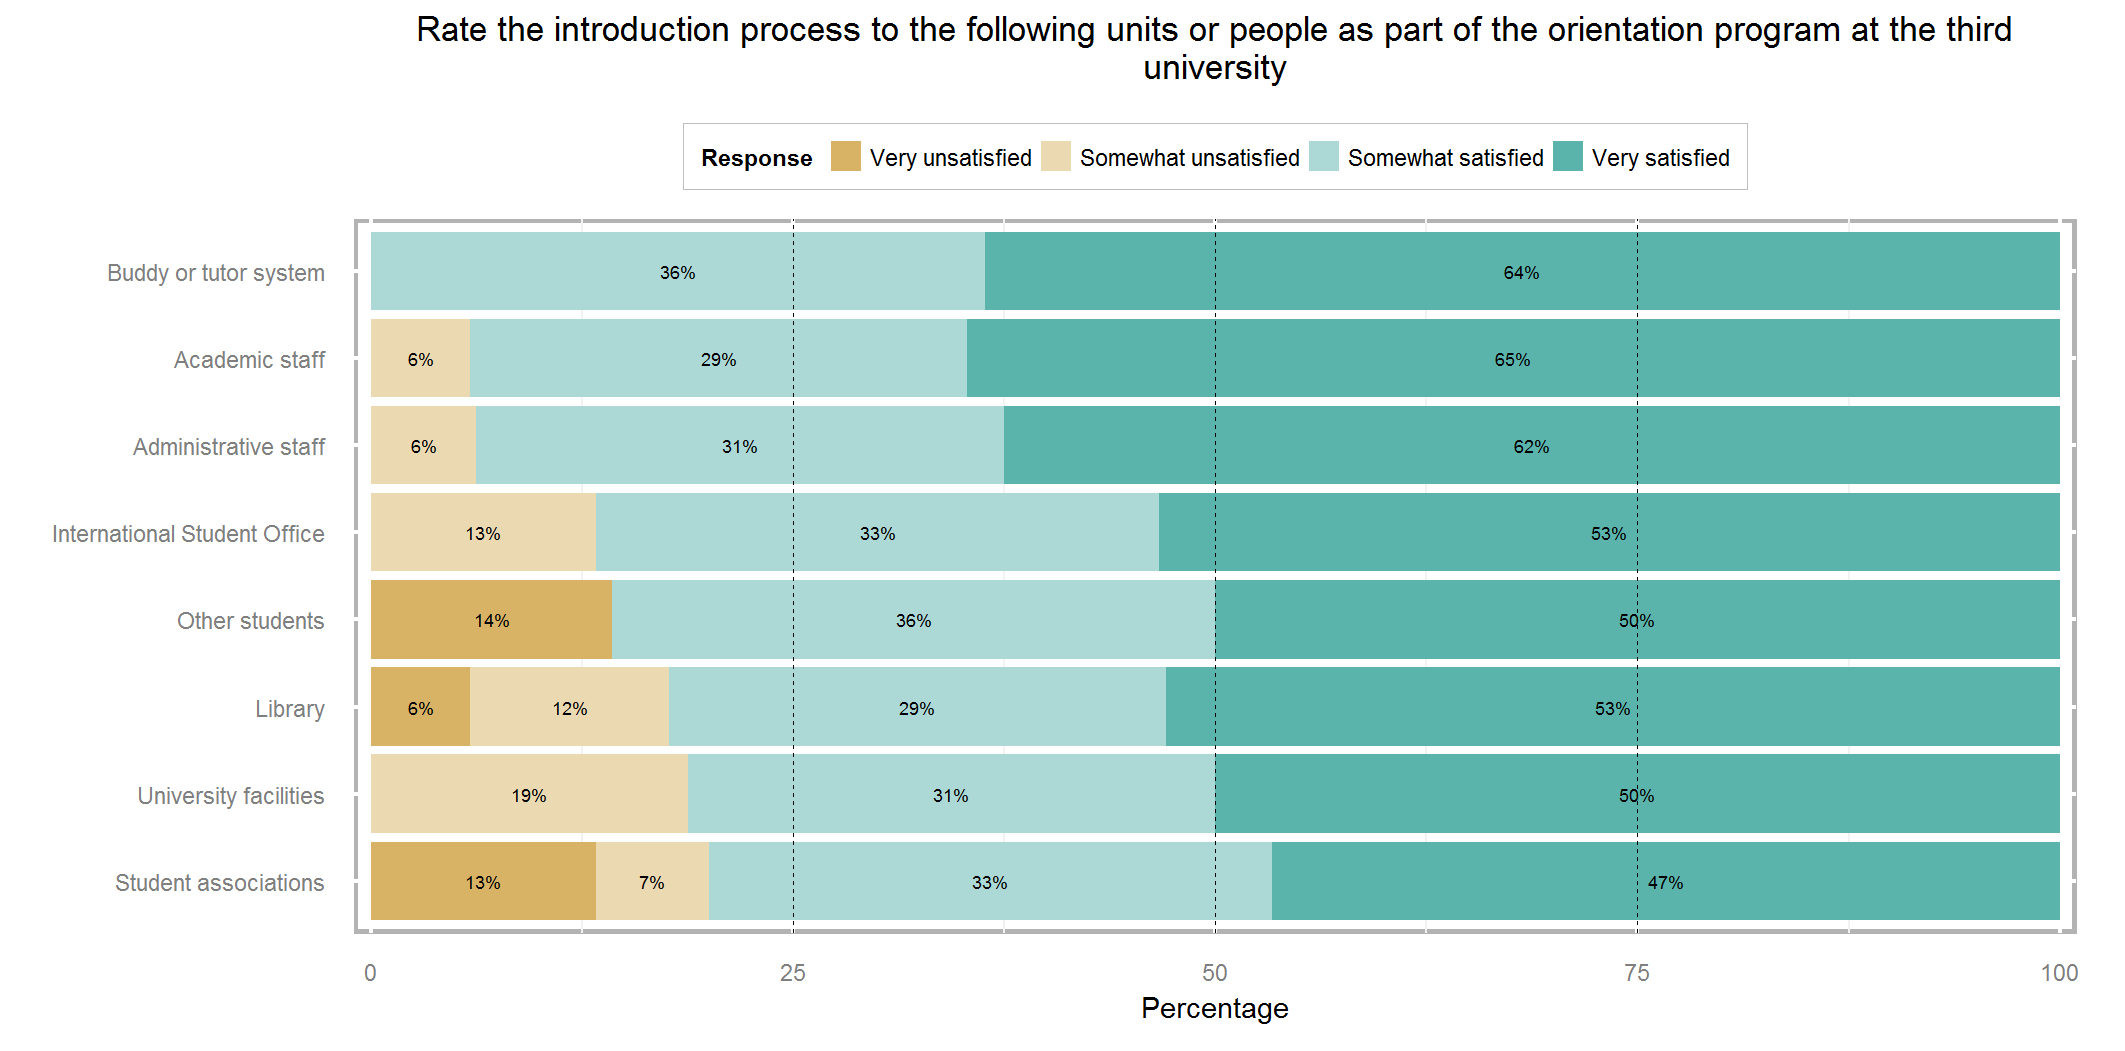 Rate the introduction process to the following units or people as part of the orientation program at the third
university
Response Very unsatisfied Somewhat unsatisfied Somewhat satisfied Very satisfied
Buddy or tutor system 36% 64%
Academic staff 6% 29% 65%
Administrative staff 6% 31% 62%
International Student Office 13% 33% 53%
Other students 14% 36% 50%
Library 6% 12% 29% 53%
University facilities 19% 31% 50%
Student associations 13% 7% 33% 47%
0 25 50 75 100
Percentage